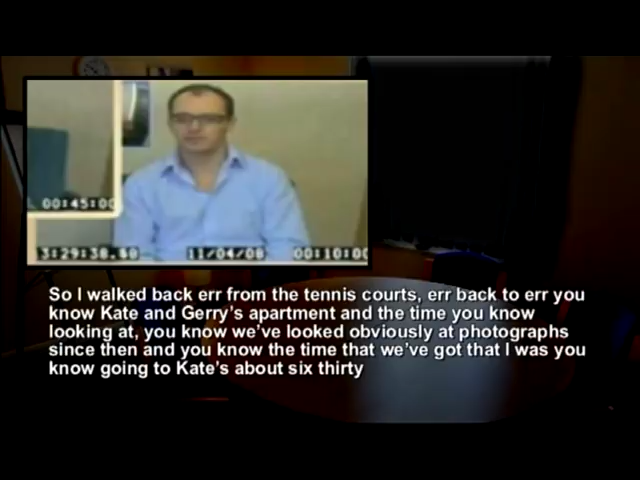 00:45:00
3:29:38.80 11/04/08 00:10:00
So I walked back err from the tennis courts, err back to err you
know Kate and Gerry's apartment and the time you know
looking at, you know we've looked obviously at photographs
since then and you know the time that we've got that I was you
know going to Kate's about six thirty